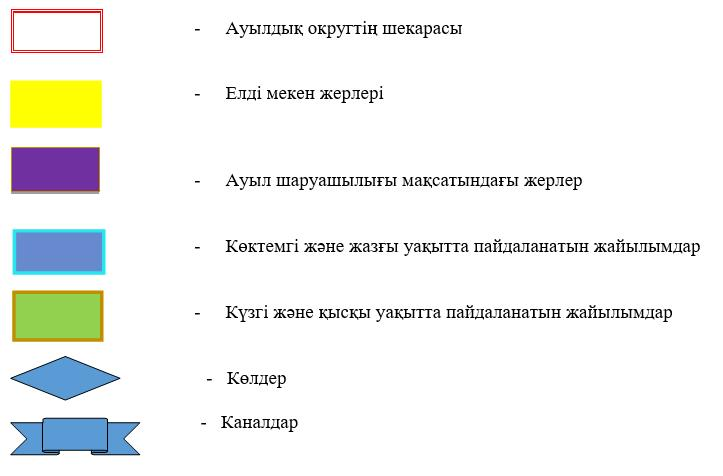 - Ауылдық округтің шекарасы
- Елді мекен жерлері
- Ауыл шаруашылығы мақсатындағы жерлер
- Көктемгі және жазғы уақытта пайдаланатын жайылымдар
- Күзгі және қысқы уақытта пайдаланатын жайылымдар
- Көлдер
- Каналдар